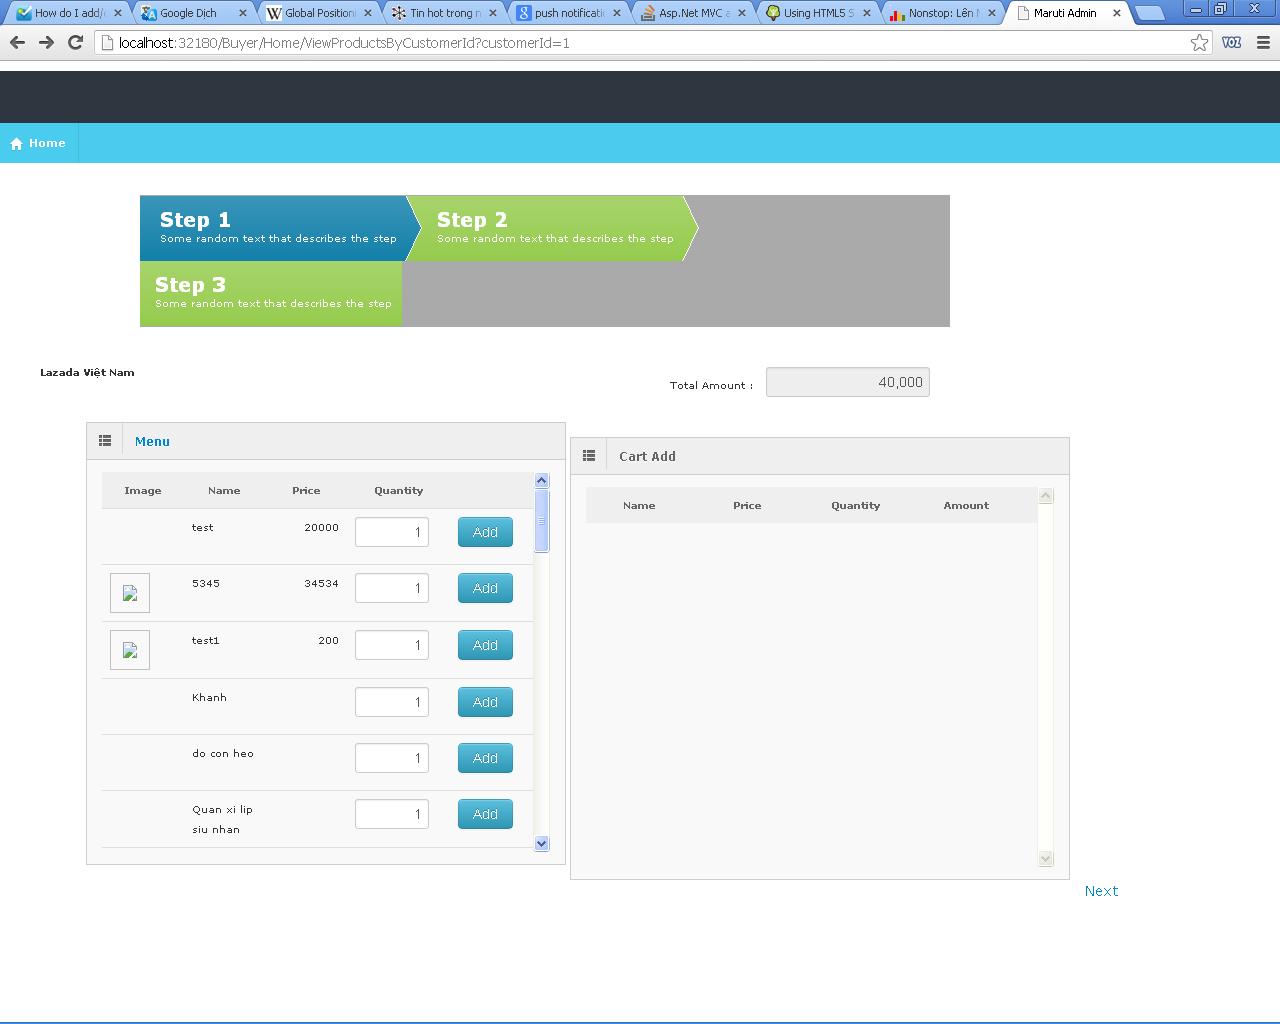 How do I add/
Google Dịch
Global Position
Tin hot trong n
push notificati
Asp.Net MVC a
Using HTML5 S
Nonstop: Lên N
Maruti Admin
localhost:32180/Buyer/Home/ViewProductsByCustomerId?customerId=1
VOZ
Home
Step 1
Some random text that describes the step
Step 2
Some random text that describes the step
Step 3
Some random text that describes the step
Lazada Việt Nam
Total Amount :
40,000
Menu
Image Name Price Quantity
test 20000 1 Add
5345 34534 1 Add
test1 200 1 Add
Khanh 1 Add
do con heo 1 Add
Quan xi lip
siu nhan 1 Add
Cart Add
Name Price Quantity Amount
Next